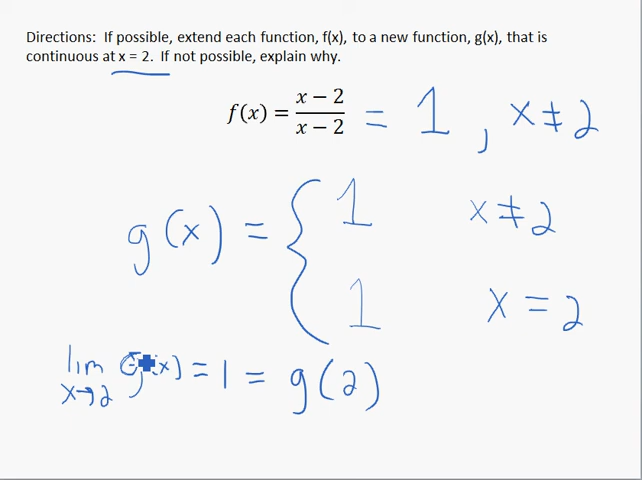 Directions: If possible, extend each function, f(x), to a new function, g(x), that is
continuous at x = 2. If not possible, explain why.
f(x) = (x − 2)/(x − 2) = 1 , x ≠ 2
g(x) = { 1 x ≠ 2
1 x = 2
lim x→2 g(x) = 1 = g(2)